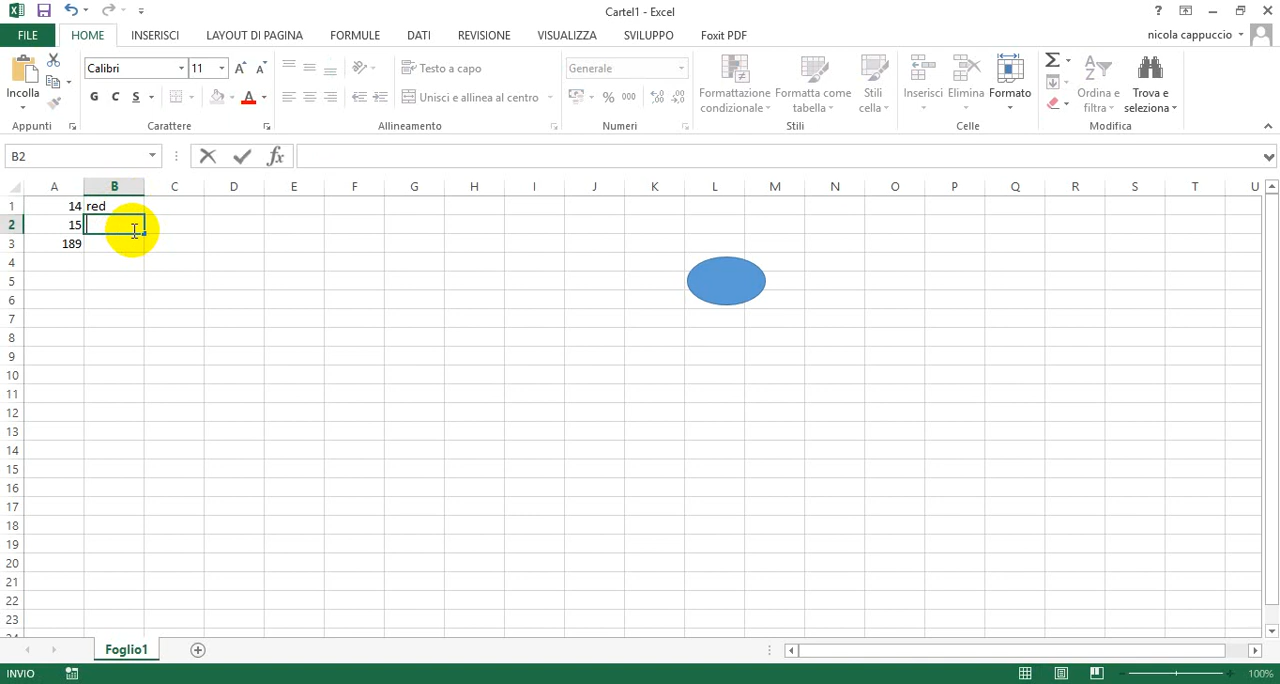 Cartel1 - Excel
?
FILE HOME INSERISCI LAYOUT DI PAGINA FORMULE DATI REVISIONE VISUALIZZA SVILUPPO Foxit PDF nicola cappuccio
Incolla
Calibri 11 A A
Testo a capo
Generale
G C S A
Unisci e allinea al centro
% 000
Formattazione condizionale
Formatta come tabella
Stili cella
Inserisci Elimina Formato
Ordina e filtra
Trova e seleziona
Appunti Carattere Allineamento Numeri Stili Celle Modifica
B2 fx
A B C D E F G H I J K L M N O P Q R S T U
1 14 red
2 15
3 189
4
5
6
7
8
9
10
11
12
13
14
15
16
17
18
19
20
21
22
23
24
Foglio1
INVIO 100%